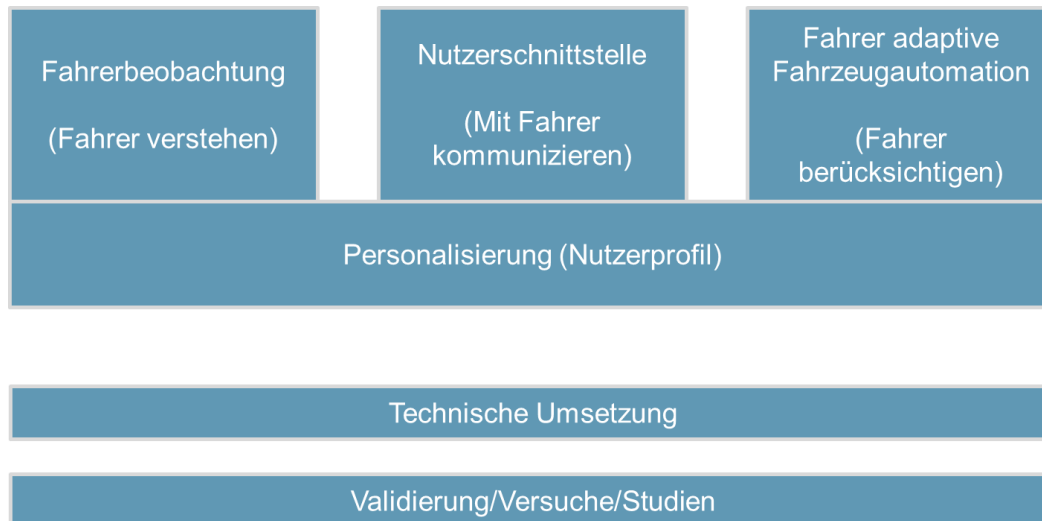 Fahrerbeobachtung
(Fahrer verstehen)
Nutzerschnittstelle
(Mit Fahrer
kommunizieren)
Fahrer adaptive
Fahrzeugautomation
(Fahrer
berücksichtigen)
Personalisierung (Nutzerprofil)
Technische Umsetzung
Validierung/Versuche/Studien